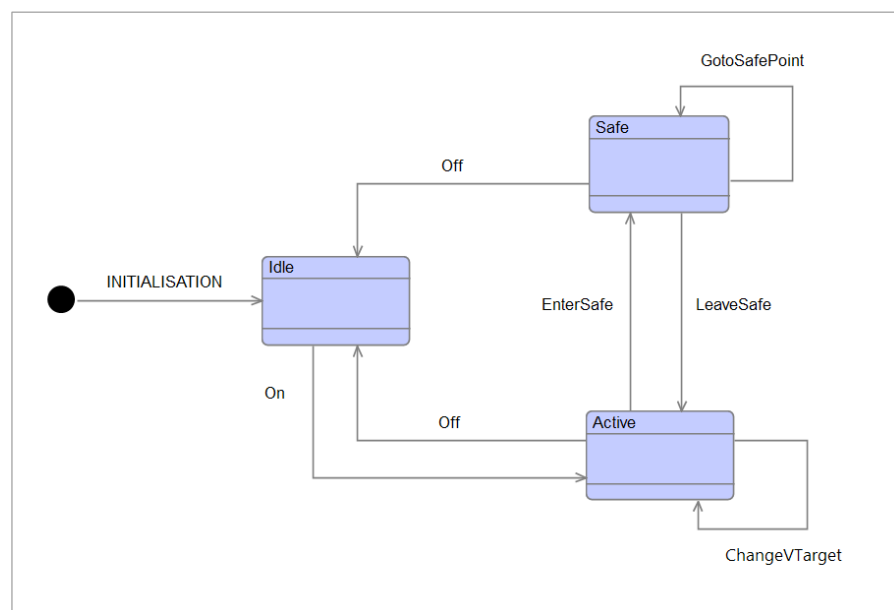 GotoSafePoint
Safe
Off
Idle
INITIALISATION
EnterSafe
LeaveSafe
On
Off
Active
ChangeVTarget